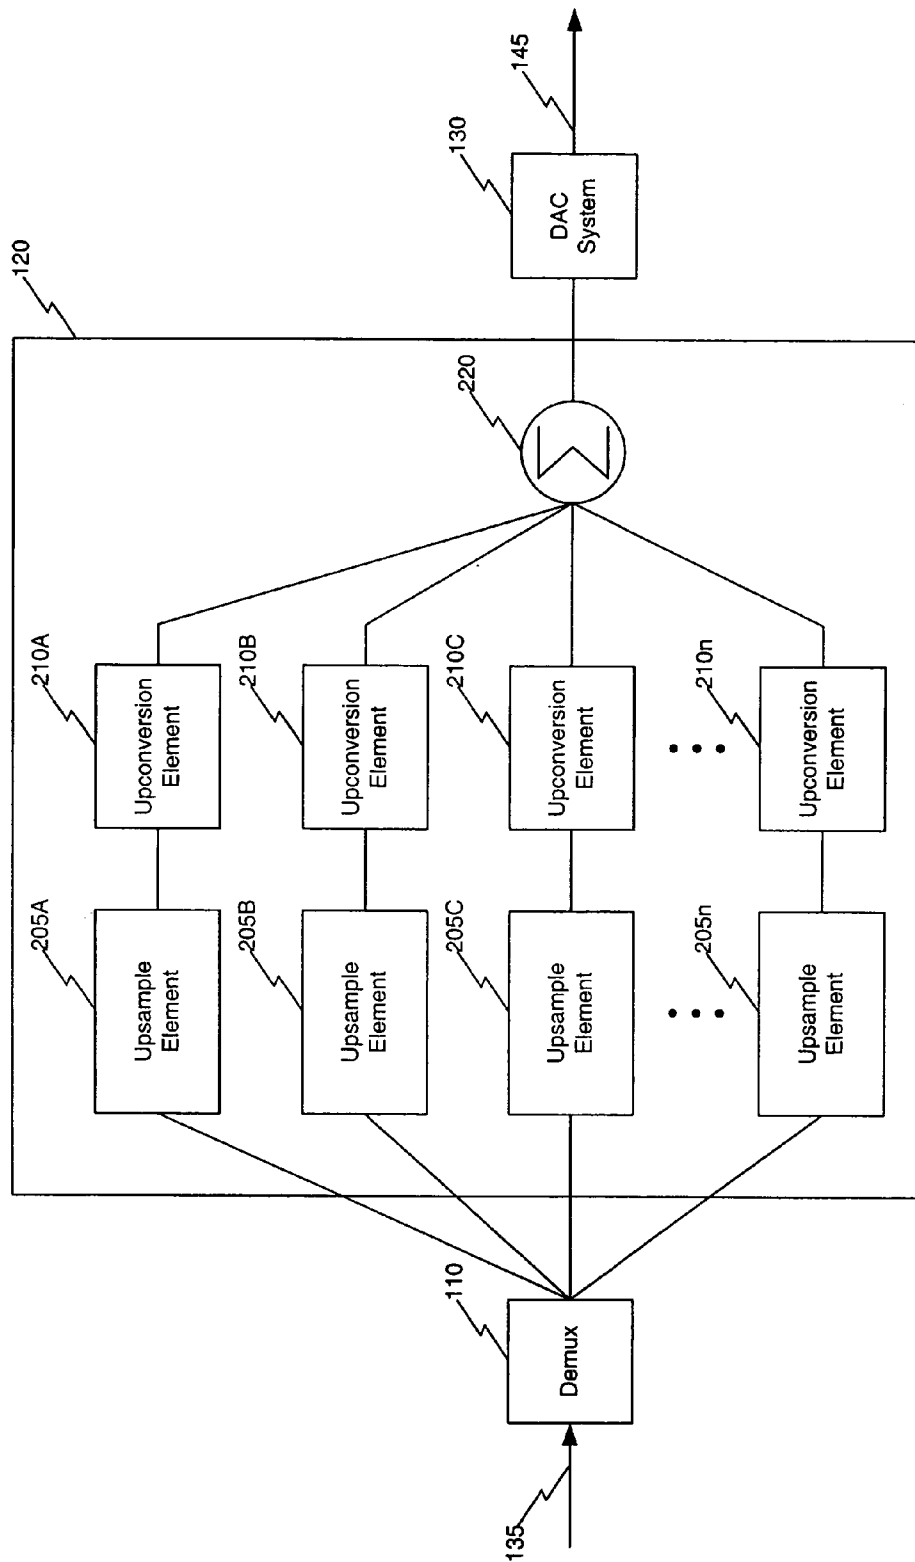 120
210A
205A
Upsample
Element
Upconversion
Element
210B
205B
Upsample
Element
Upconversion
Element
220
Σ
130
DAC
System
145
135
110
Demux
210C
205C
Upsample
Element
Upconversion
Element
210n
205n
Upsample
Element
Upconversion
Element